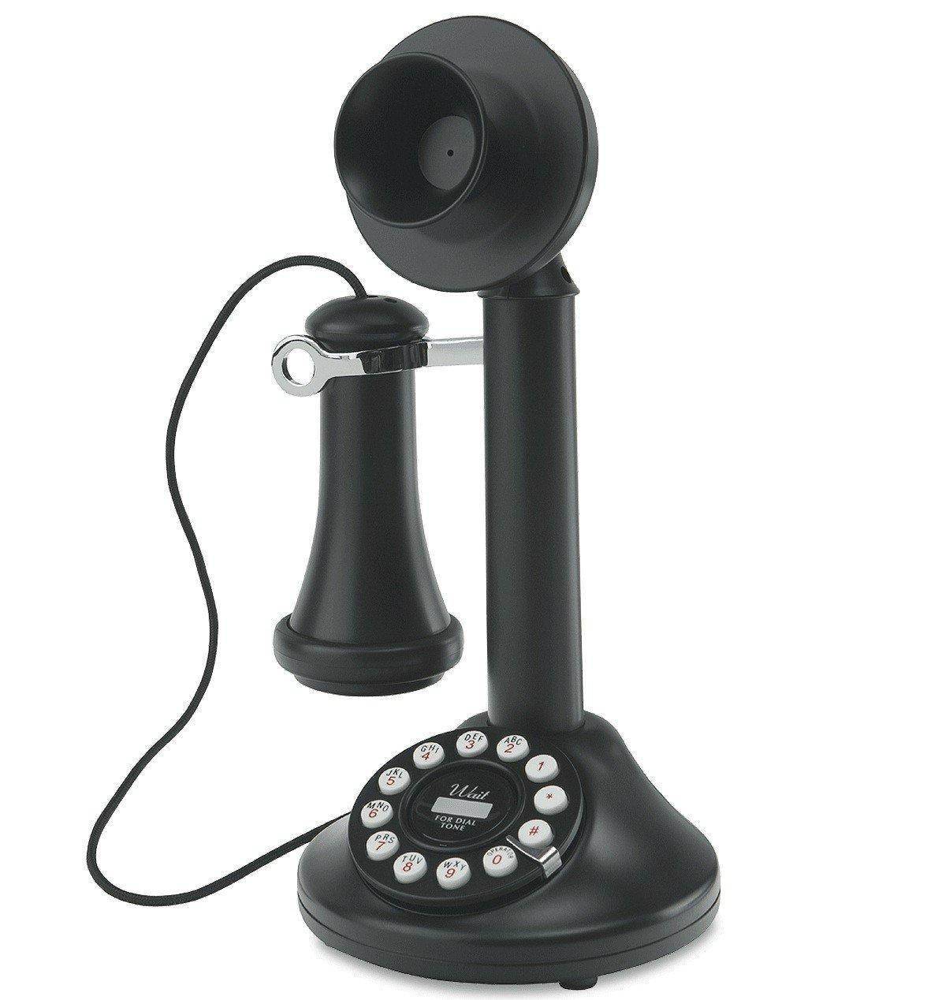 Wait
FOR DIAL
TONE
1
ABC
2
DEF
3
GHI
4
JKL
5
MNO
6
PRS
7
TUV
8
WXY
9
OPERATOR
0
#
*